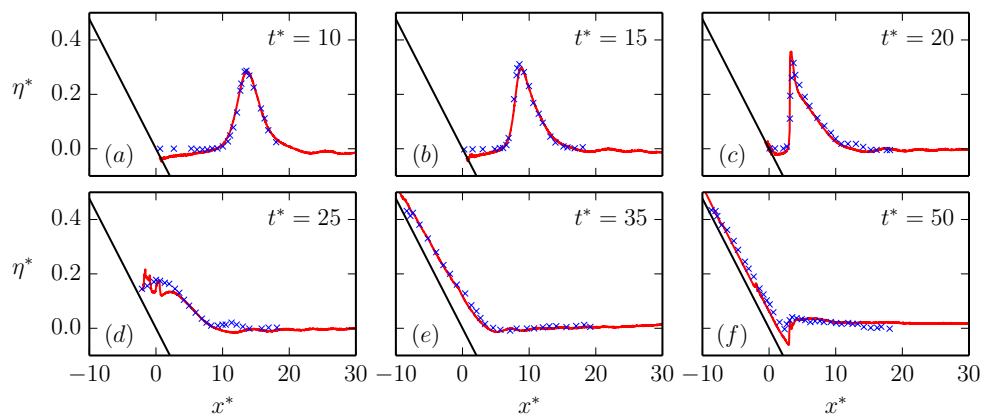 0.4
η*
0.2
0.0
(a)
t* = 10
(b)
t* = 15
(c)
t* = 20
0.4
η*
0.2
0.0
(d)
t* = 25
(e)
t* = 35
(f)
t* = 50
−10 0 10 20 30
−10 0 10 20 30
−10 0 10 20 30
x*
x*
x*